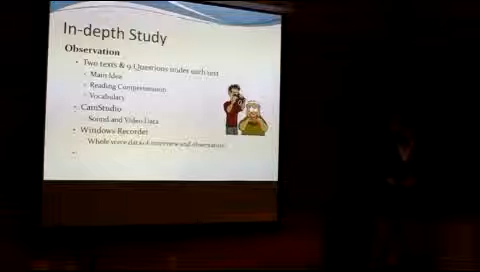 In-depth Study
Observation
Two texts & 9 Questions under each text
Main Idea
Reading Comprehension
Vocabulary
CamStudio
Sound and Video Data
Windows Recorder
Whole voice data of interview and observation